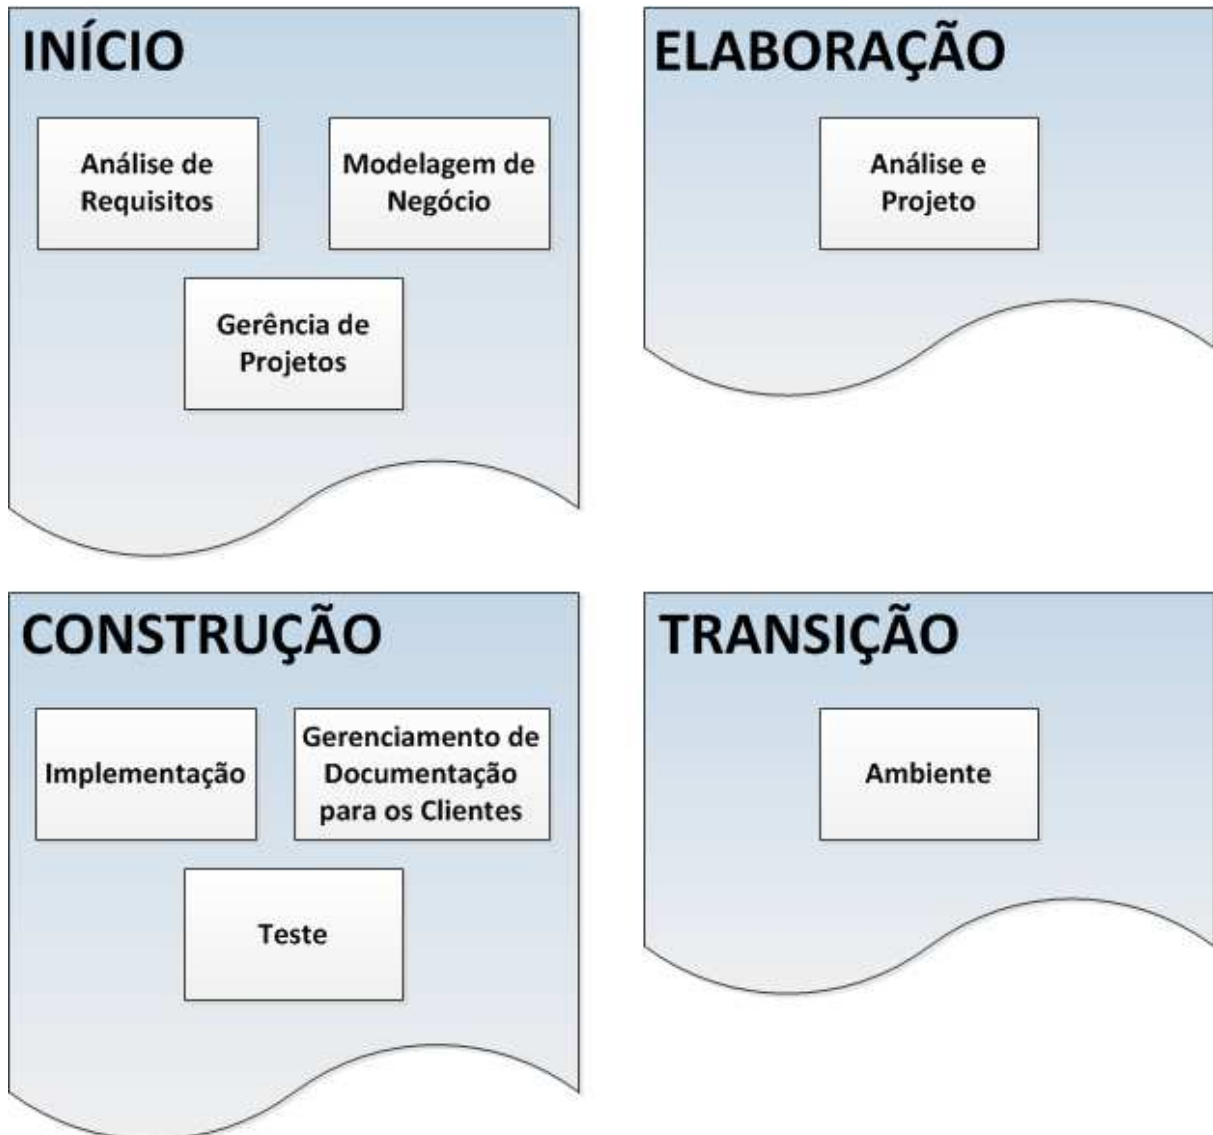 INÍCIO
Análise de
Requisitos
Modelagem de
Negócio
Gerência de
Projetos
ELABORAÇÃO
Análise e
Projeto
CONSTRUÇÃO
Implementação
Gerenciamento de
Documentação
para os Clientes
Teste
TRANSIÇÃO
Ambiente